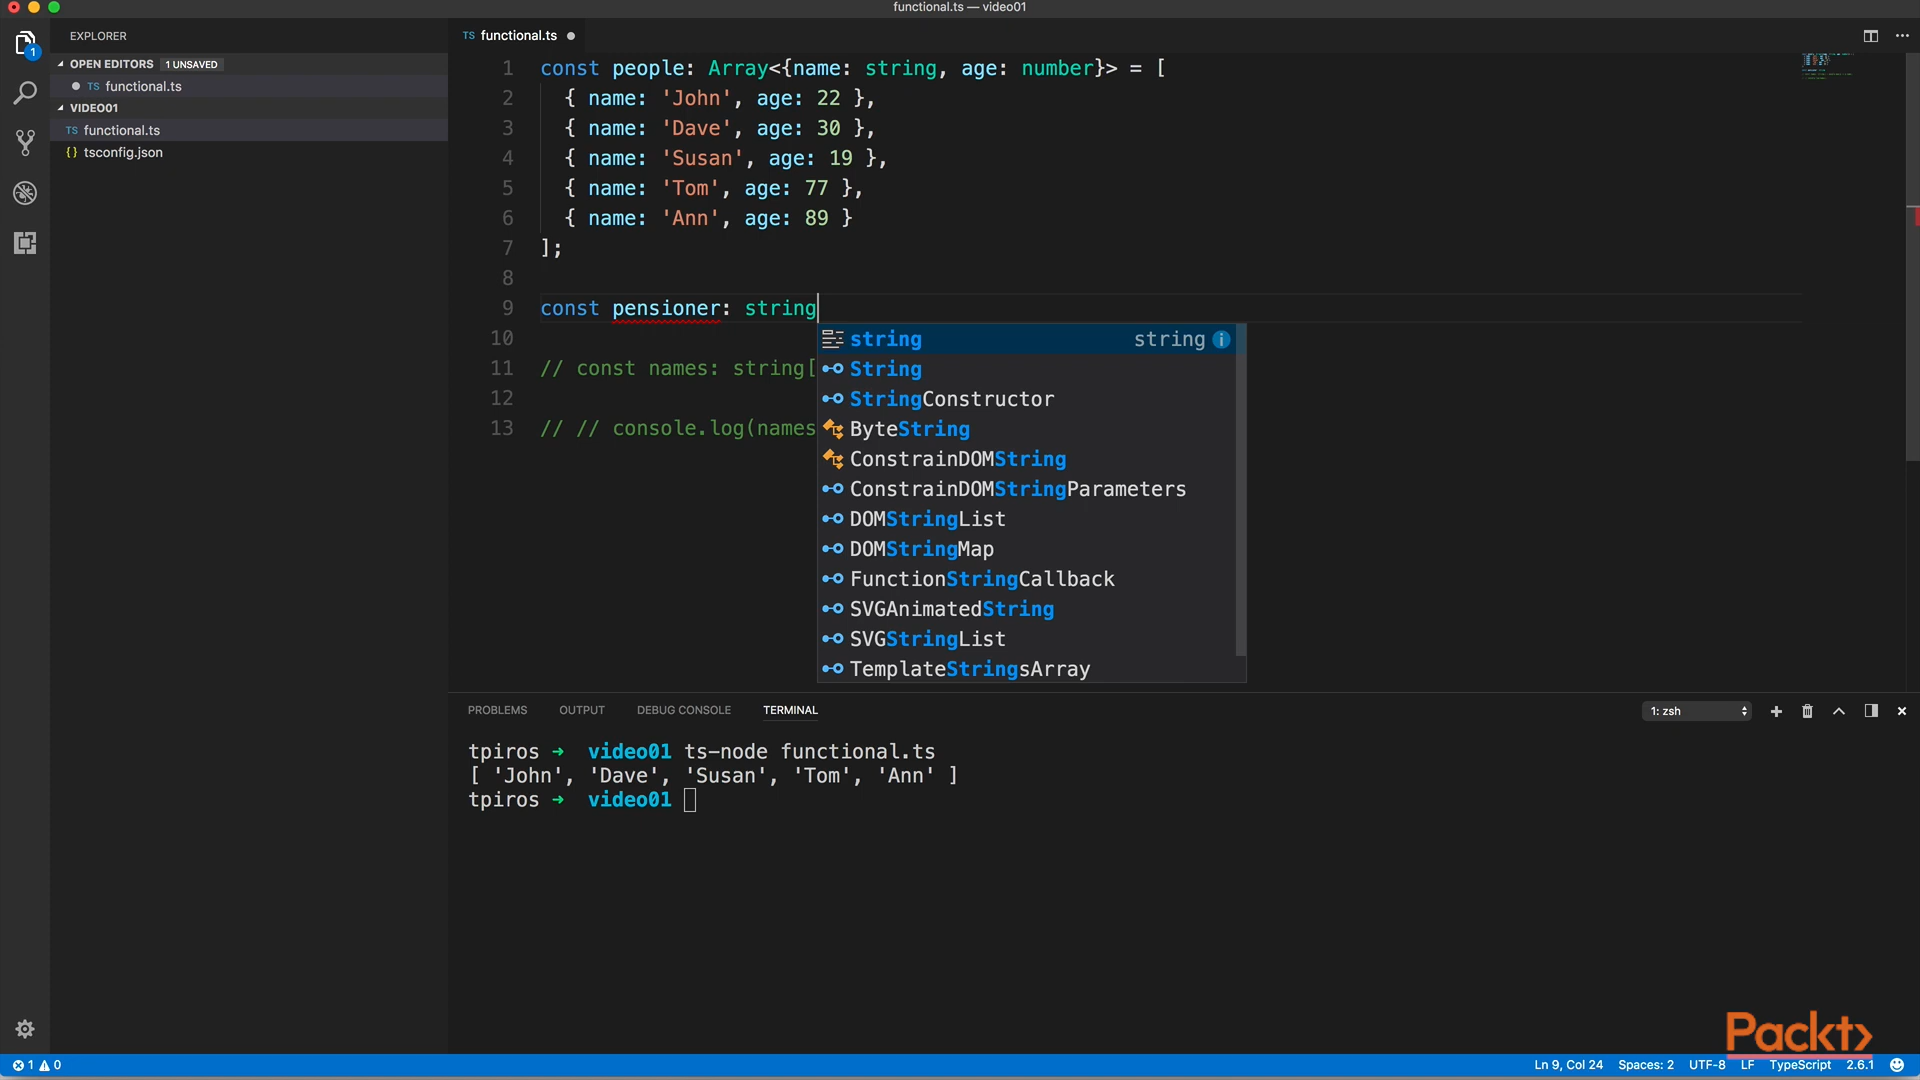 functional.ts — video01
EXPLORER
OPEN EDITORS 1 UNSAVED
TS functional.ts
VIDEO01
TS functional.ts
{} tsconfig.json
1
TS functional.ts
1 const people: Array<{name: string, age: number}> = [
2 { name: 'John', age: 22 },
3 { name: 'Dave', age: 30 },
4 { name: 'Susan', age: 19 },
5 { name: 'Tom', age: 77 },
6 { name: 'Ann', age: 89 }
7 ];
8
9 const pensioner: string
10
11 // const names: string[
12
13 // // console.log(names
string string
String
StringConstructor
ByteString
ConstrainDOMString
ConstrainDOMStringParameters
DOMStringList
DOMStringMap
FunctionStringCallback
SVGAnimatedString
SVGStringList
TemplateStringsArray
PROBLEMS OUTPUT DEBUG CONSOLE TERMINAL 1: zsh
tpiros ➜ video01 ts-node functional.ts
[ 'John', 'Dave', 'Susan', 'Tom', 'Ann' ]
tpiros ➜ video01
Packt>
1 0 Ln 9, Col 24 Spaces: 2 UTF-8 LF TypeScript 2.6.1